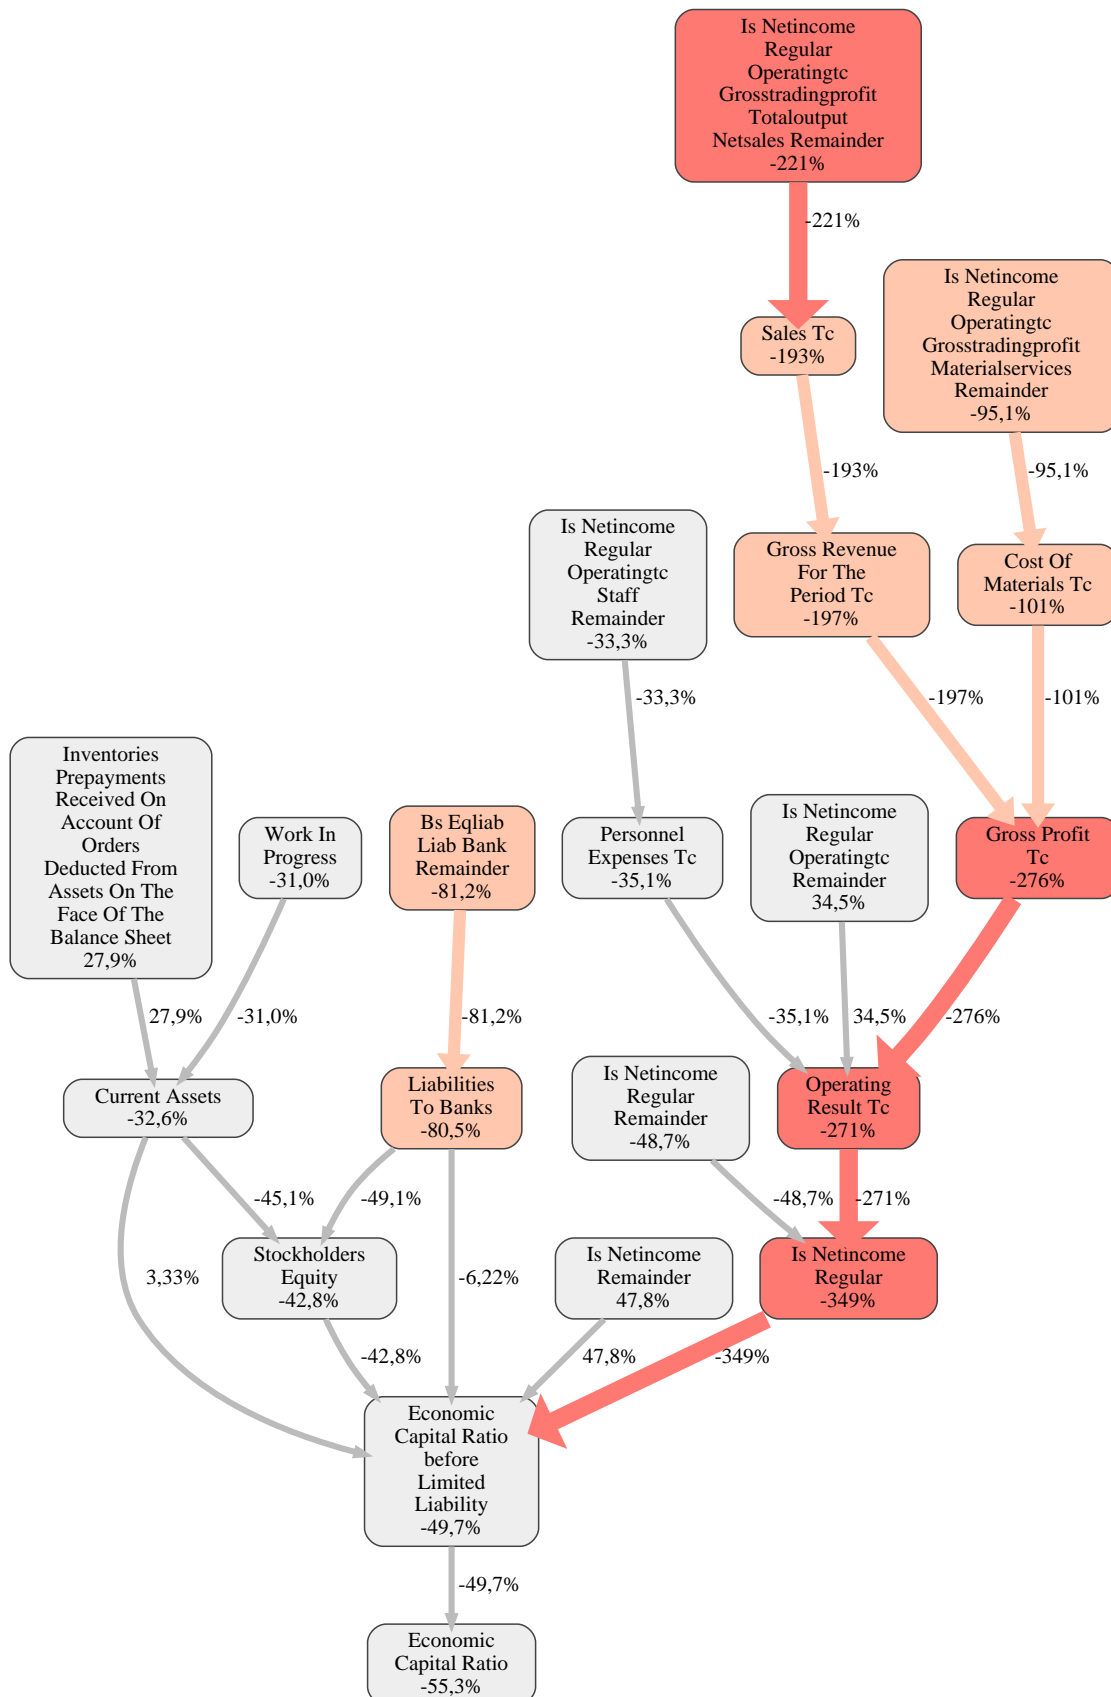 Is Netincome
Regular
Operatingtc
Grosstradingprofit
Totaloutput
Netsales Remainder
-221%
-221%
Is Netincome
Regular
Operatingtc
Grosstradingprofit
Materialservices
Remainder
-95,1%
Sales Tc
-193%
-193%
-95,1%
Is Netincome
Regular
Operatingtc
Staff
Remainder
-33,3%
Gross Revenue
For The
Period Tc
-197%
Cost Of
Materials Tc
-101%
-33,3%
-197%
-101%
Inventories
Prepayments
Received On
Account Of
Orders
Deducted From
Assets On The
Face Of The
Balance Sheet
27,9%
Work In
Progress
-31,0%
Bs Eqliab
Liab Bank
Remainder
-81,2%
Personnel
Expenses Tc
-35,1%
Is Netincome
Regular
Operatingtc
Remainder
34,5%
Gross Profit
Tc
-276%
27,9%
-31,0%
-81,2%
-35,1%
34,5%
-276%
Current Assets
-32,6%
Liabilities
To Banks
-80,5%
Is Netincome
Regular
Remainder
-48,7%
Operating
Result Tc
-271%
-45,1%
-49,1%
-48,7%
-271%
3,33%
Stockholders
Equity
-42,8%
-6,22%
Is Netincome
Remainder
47,8%
Is Netincome
Regular
-349%
-42,8%
47,8%
-349%
Economic
Capital Ratio
before
Limited
Liability
-49,7%
-49,7%
Economic
Capital Ratio
-55,3%